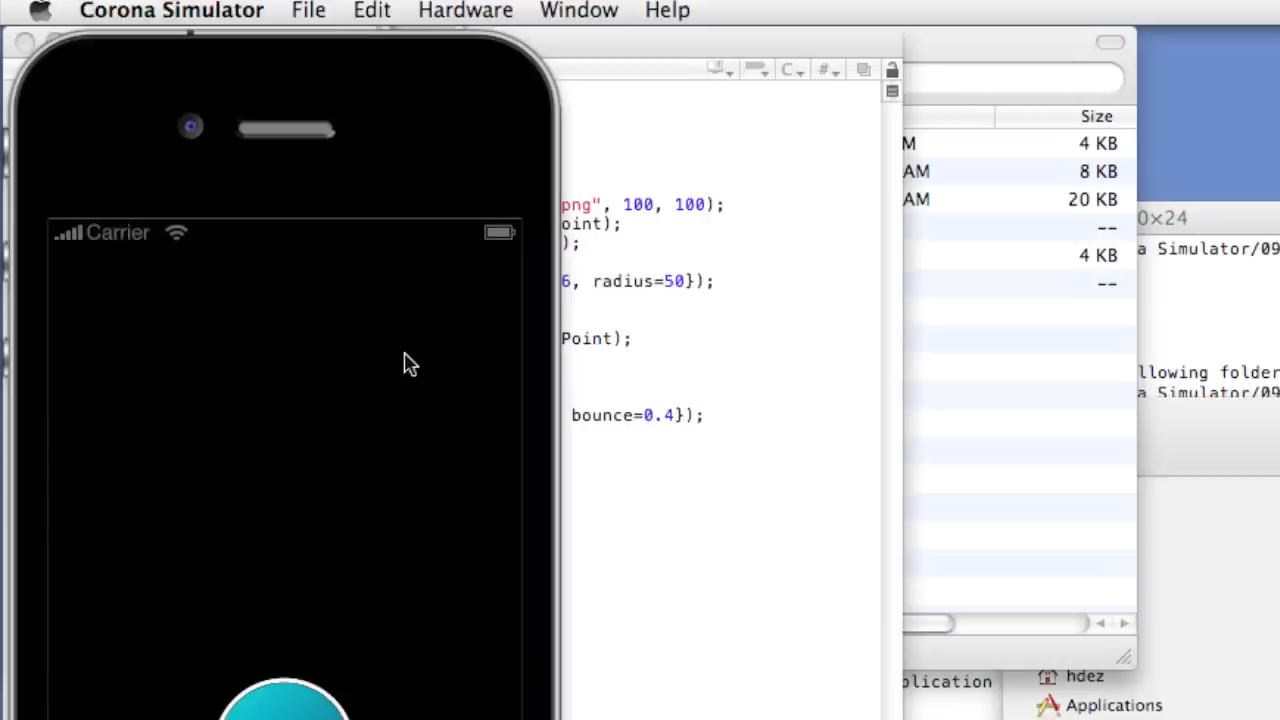 Corona Simulator File Edit Hardware Window Help
C #
Size
M 4 KB
AM 8 KB
AM 20 KB
--
4 KB
--
png", 100, 100);
oint);
);
6, radius=50});
Point);
bounce=0.4});
Carrier
0×24
a Simulator/09
llowing folder
a Simulator/09
plication
hdez
Applications